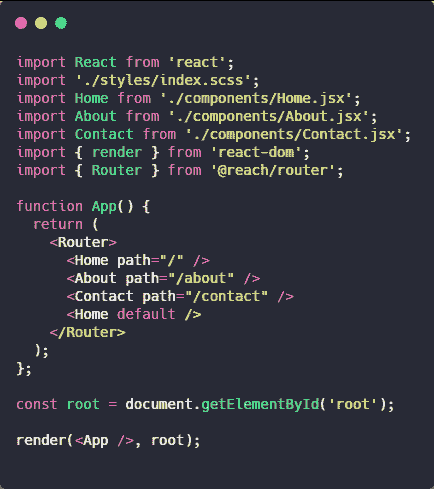 import React from 'react';
import './styles/index.scss';
import Home from './components/Home.jsx';
import About from './components/About.jsx';
import Contact from './components/Contact.jsx';
import { render } from 'react-dom';
import { Router } from '@reach/router';

function App() {
  return (
    <Router>
      <Home path="/" />
      <About path="/about" />
      <Contact path="/contact" />
      <Home default />
    </Router>
  );
};

const root = document.getElementById('root');

render(<App />, root);